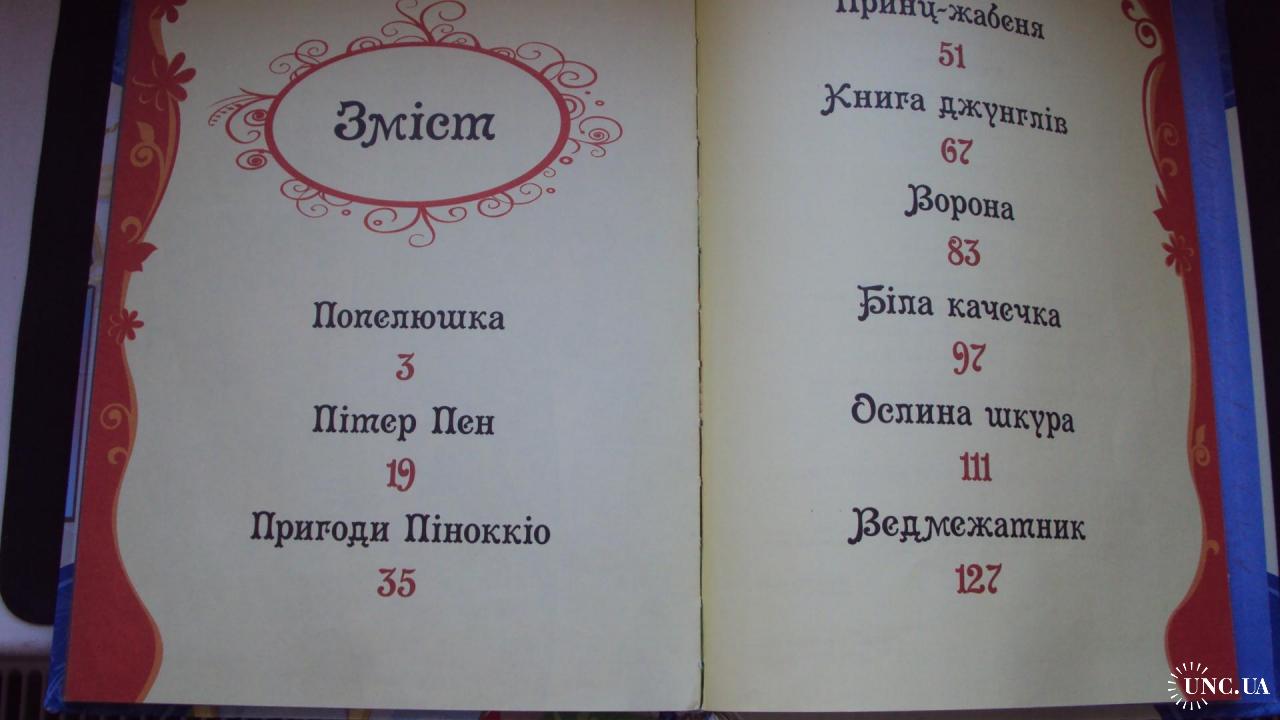 Зміст
Попелюшка
3
Пітер Пен
19
Пригоди Піноккіо
35
Принц-жабеня
51
Книга джунглів
67
Ворона
83
Біла качечка
97
Ослина шкура
111
Ведмежатник
127
UNC.UA